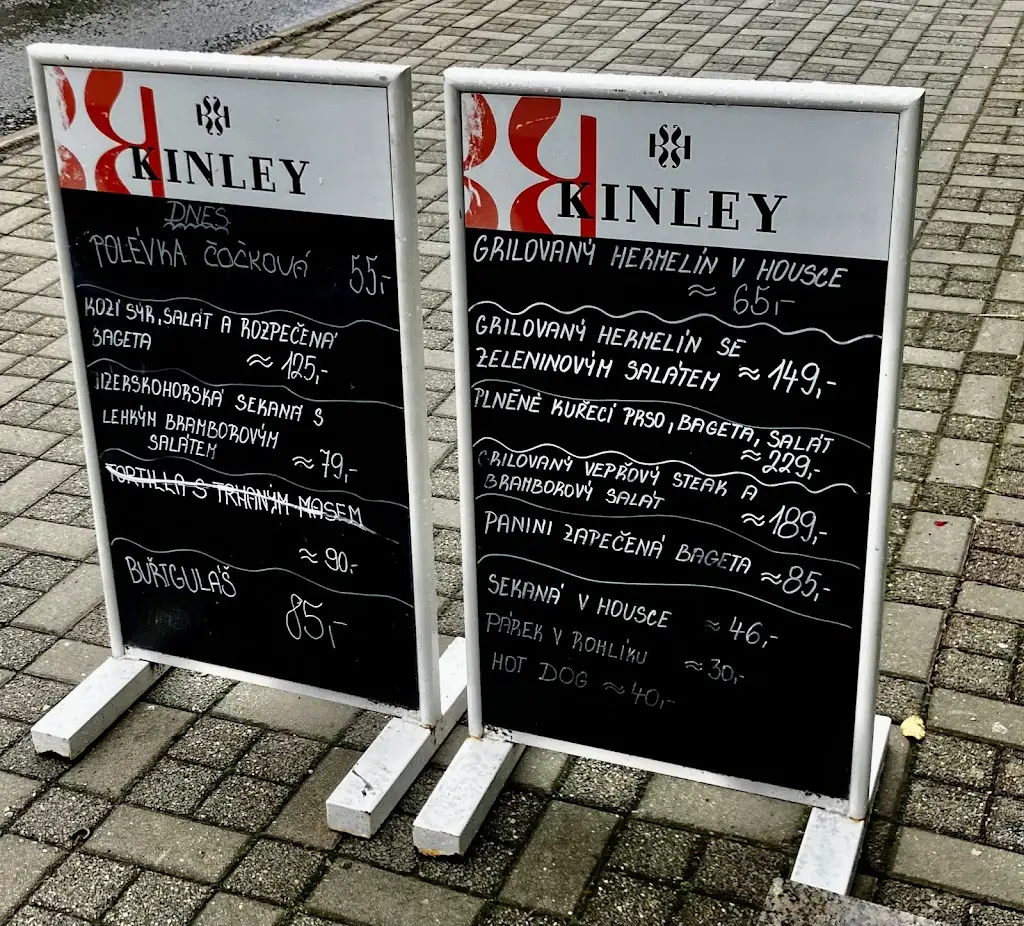 KINLEY
DNES
POLÉVKA ČOČKOVÁ 55,-
KOZÍ SÝR, SALÁT A ROZPEČENÁ
BAGETA ≈ 125,-
JIZERSKOHORSKÁ SEKANÁ S
LEHKÝM BRAMBOROVÝM
SALÁTEM ≈ 79,-
TORTILLA S TRHANÝM MASEM
≈ 90,-
BUŘTGULÁŠ
85,-
KINLEY
GRILOVANÝ HERMELÍN V HOUSCE
≈ 65,-
GRILOVANÝ HERMELÍN SE
ZELENINOVÝM SALÁTEM ≈ 149,-
PLNĚNÉ KUŘECÍ PRSO, BAGETA, SALÁT
≈ 229,-
GRILOVANÝ VEPŘOVÝ STEAK A
BRAMBOROVÝ SALÁT ≈ 189,-
PANINI ZAPEČENÁ BAGETA ≈ 85,-
SEKANÁ V HOUSCE ≈ 46,-
PÁREK V ROHLÍKU ≈ 30,-
HOT DOG ≈ 40,-